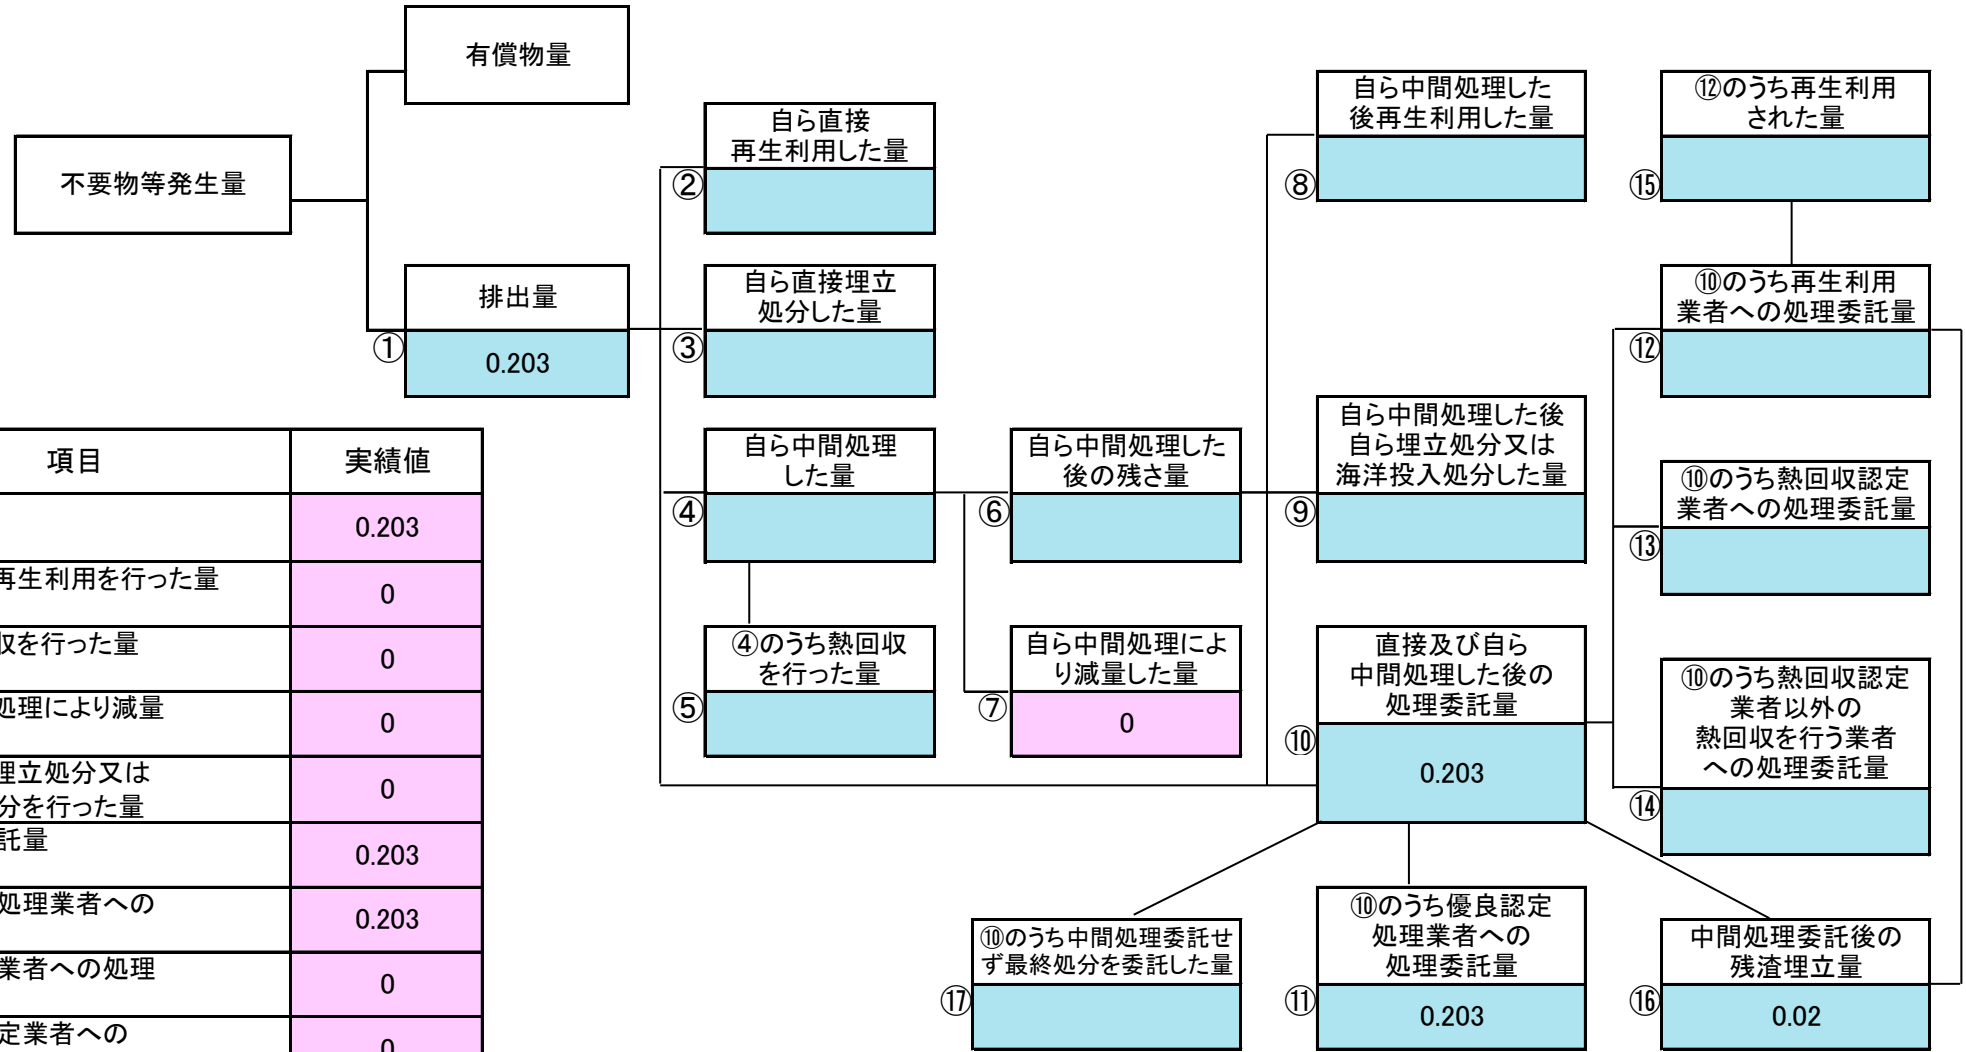 有償物量
不要物等発生量
排出量
①
0.203
自ら直接
再生利用した量
②
自ら直接埋立
処分した量
③
自ら中間処理
した量
④
④のうち熱回収
を行った量
⑤
自ら中間処理した
後の残さ量
⑥
自ら中間処理によ
り減量した量
⑦
0
自ら中間処理した
後再生利用した量
⑧
自ら中間処理した後
自ら埋立処分又は
海洋投入処分した量
⑨
直接及び自ら
中間処理した後の
処理委託量
⑩
0.203
⑫のうち再生利用
された量
⑮
⑩のうち再生利用
業者への処理委託量
⑫
⑩のうち熱回収認定
業者への処理委託量
⑬
⑩のうち熱回収認定
業者以外の
熱回収を行う業者
への処理委託量
⑭
⑩のうち中間処理委託せ
ず最終処分を委託した量
⑰
⑩のうち優良認定
処理業者への
処理委託量
⑪
0.203
中間処理委託後の
残渣埋立量
⑯
0.02
項目 実績値
0.203
再生利用を行った量
0
収を行った量
0
処理により減量
0
埋立処分又は
分を行った量
0
託量
0.203
処理業者への
0.203
業者への処理
0
定業者への
0